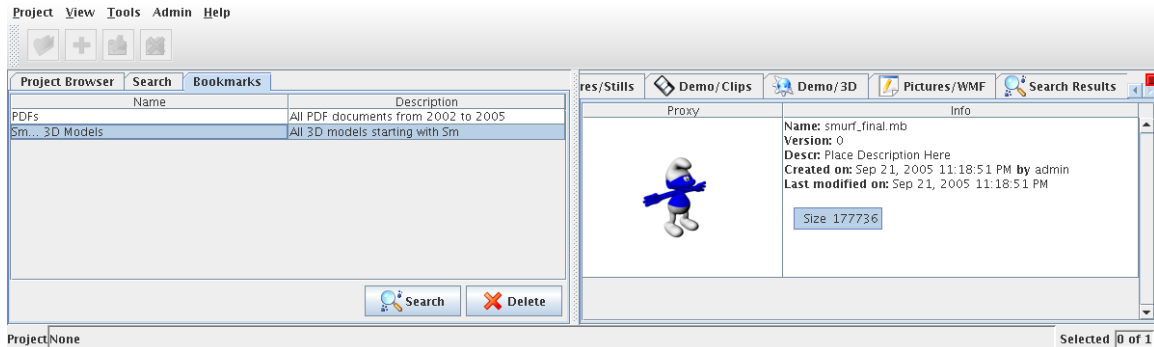 Project View Tools Admin Help
Project Browser Search Bookmarks
Name Description
PDFs All PDF documents from 2002 to 2005
Sm... 3D Models All 3D models starting with Sm
Search Delete
res/Stills Demo/Clips Demo/3D Pictures/WMF Search Results
Proxy Info
Name: smurf_final.mb
Version: 0
Descr: Place Description Here
Created on: Sep 21, 2005 11:18:51 PM by admin
Last modified on: Sep 21, 2005 11:18:51 PM
Size 177736
Project None Selected 0 of 1